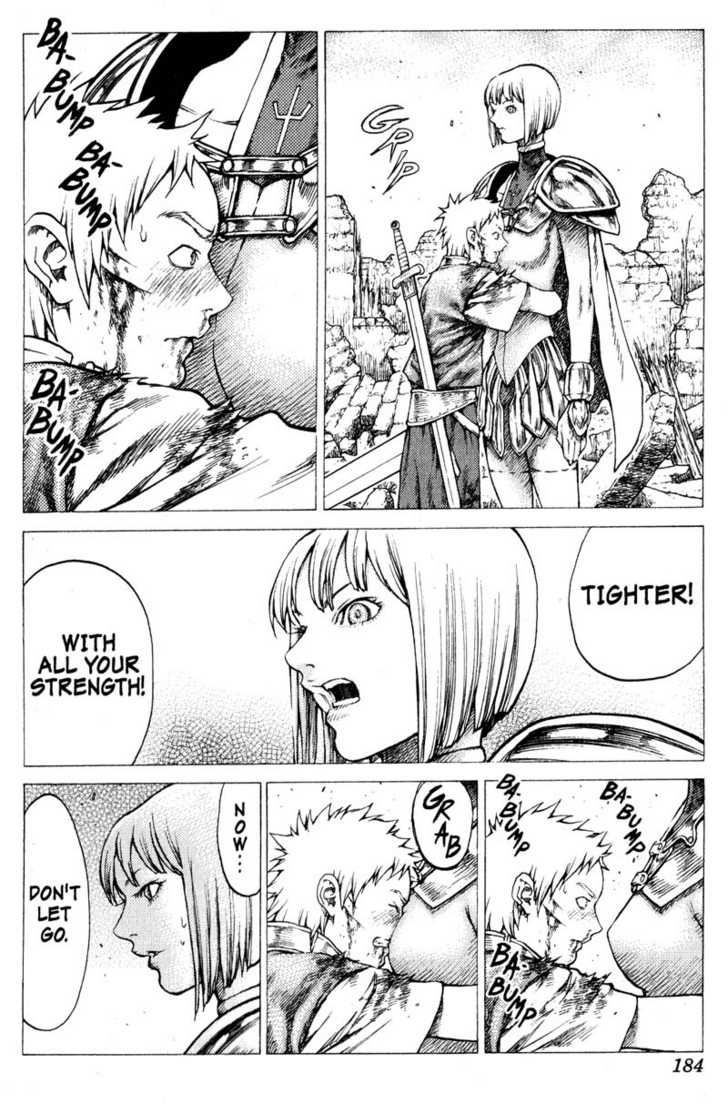 GRIP
BA-
BUMP
BA-
BUMP
BA-
BUMP
TIGHTER!
WITH
ALL YOUR
STRENGTH!
BA-
BUMP
BA-
BUMP
BA-
BUMP
GRAB
NOW...
DON'T
LET
GO.
184